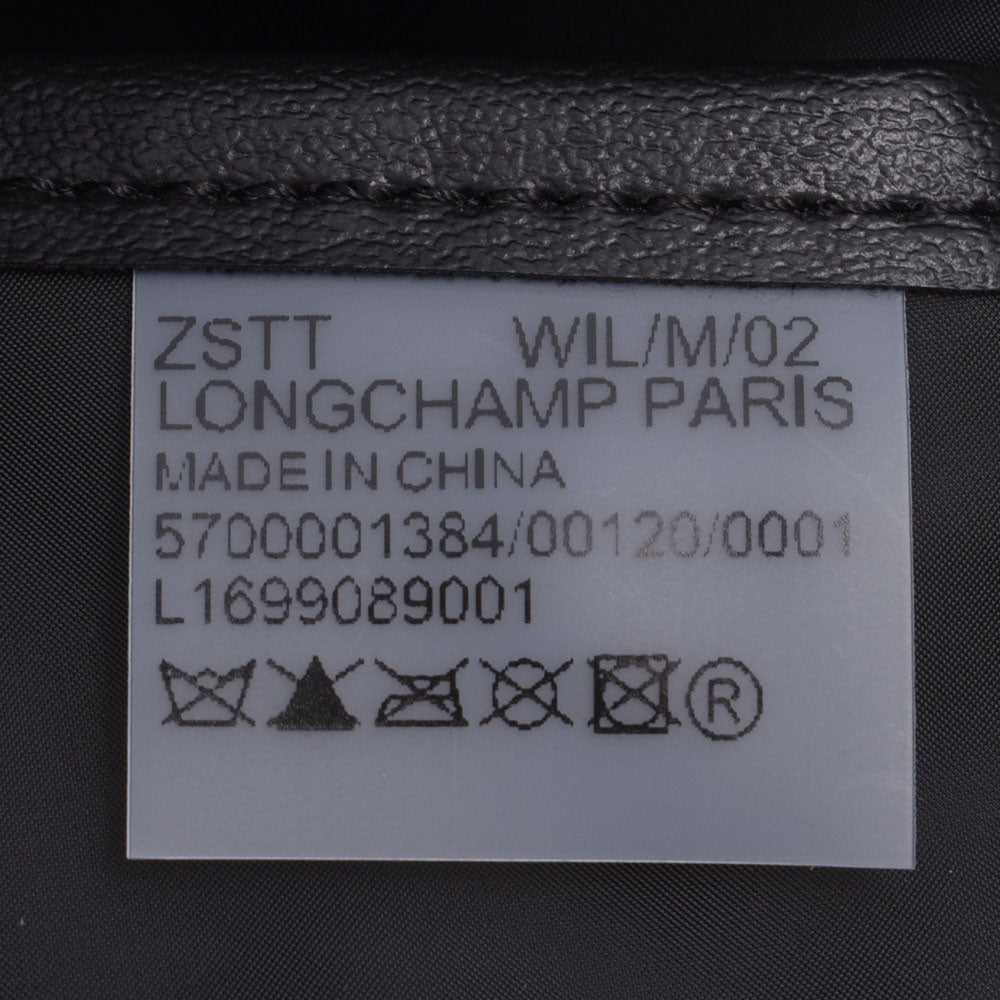 ZSTT WIL/M/02
LONGCHAMP PARIS
MADE IN CHINA
5700001384/00120/0001
L1699089001
®